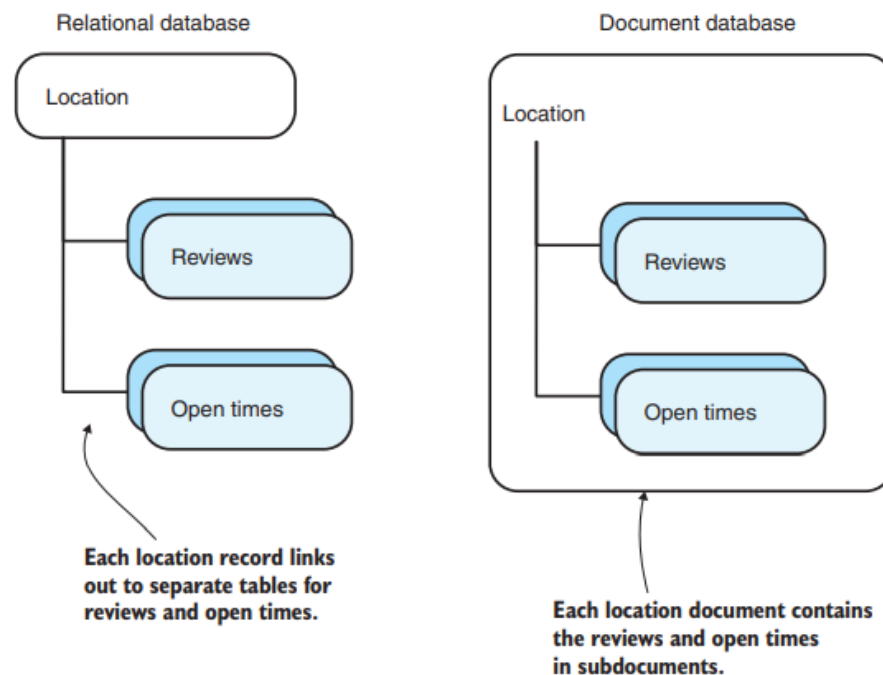 Relational database
Location
Reviews
Open times
Each location record links
out to separate tables for
reviews and open times.
Document database
Location
Reviews
Open times
Each location document contains
the reviews and open times
in subdocuments.